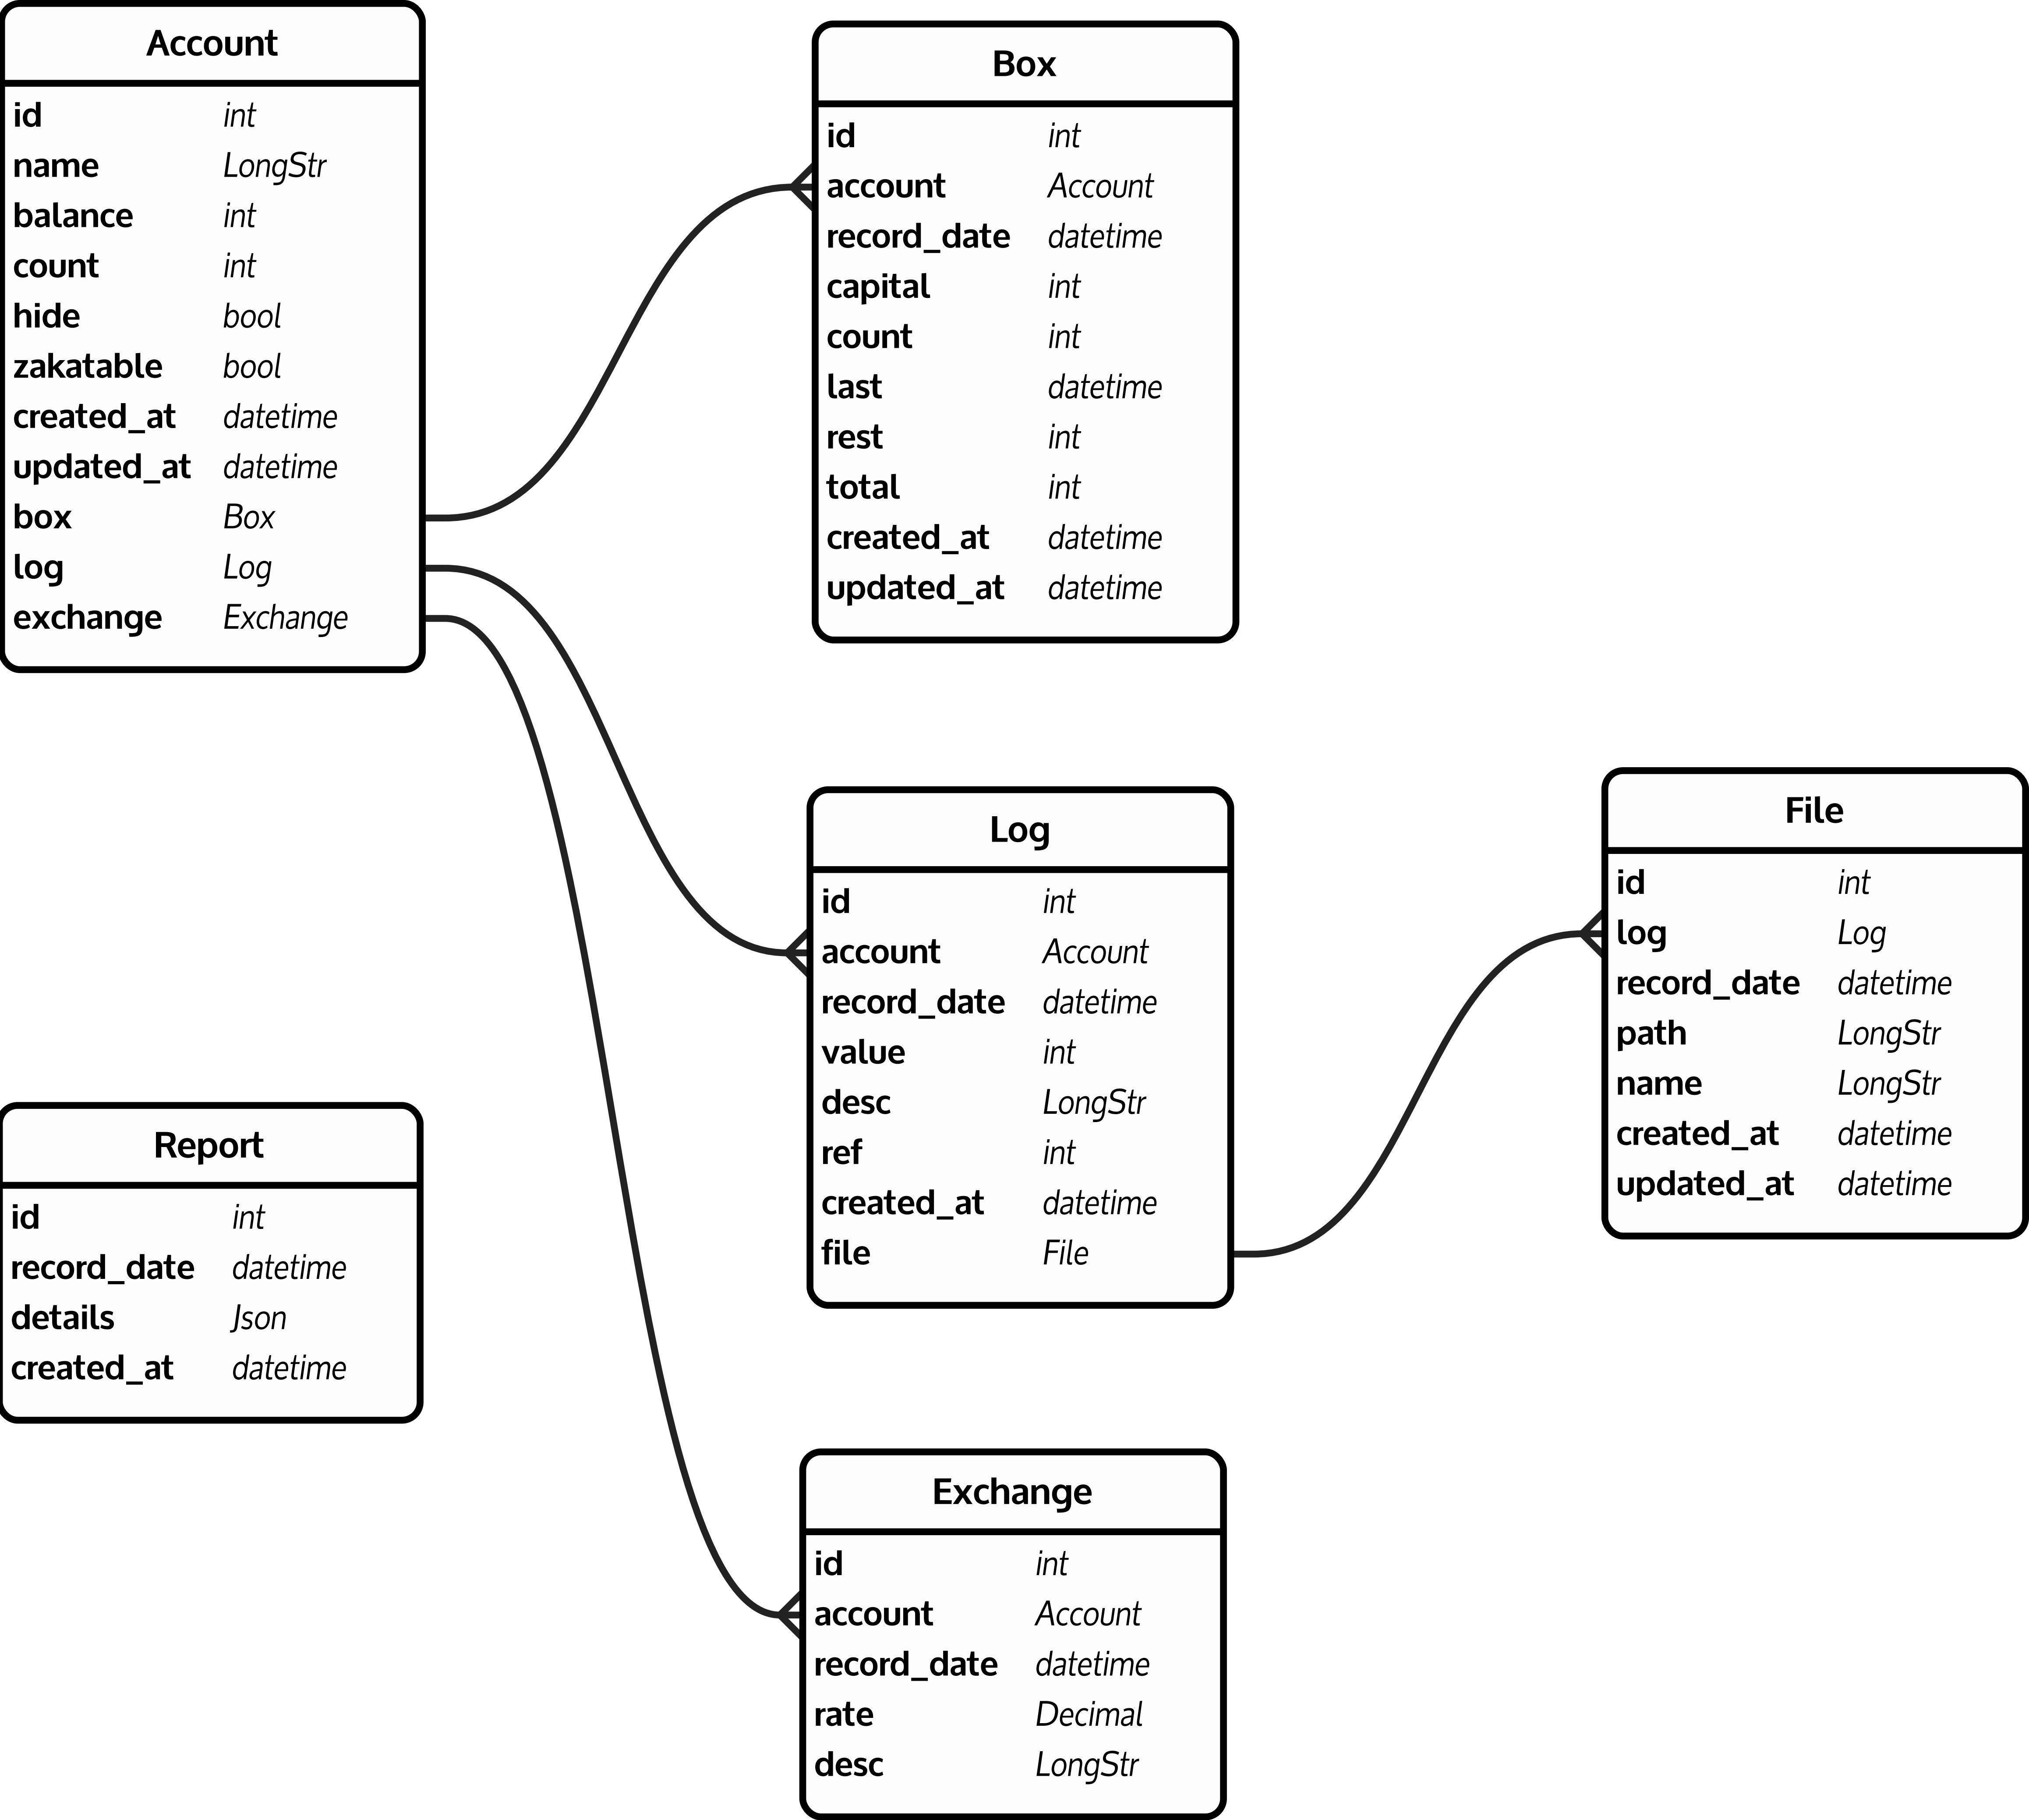 Account
id int
name LongStr
balance int
count int
hide bool
zakatable bool
created_at datetime
updated_at datetime
box Box
log Log
exchange Exchange
Box
id int
account Account
record_date datetime
capital int
count int
last datetime
rest int
total int
created_at datetime
updated_at datetime
Log
id int
account Account
record_date datetime
value int
desc LongStr
ref int
created_at datetime
file File
File
id int
log Log
record_date datetime
path LongStr
name LongStr
created_at datetime
updated_at datetime
Report
id int
record_date datetime
details Json
created_at datetime
Exchange
id int
account Account
record_date datetime
rate Decimal
desc LongStr